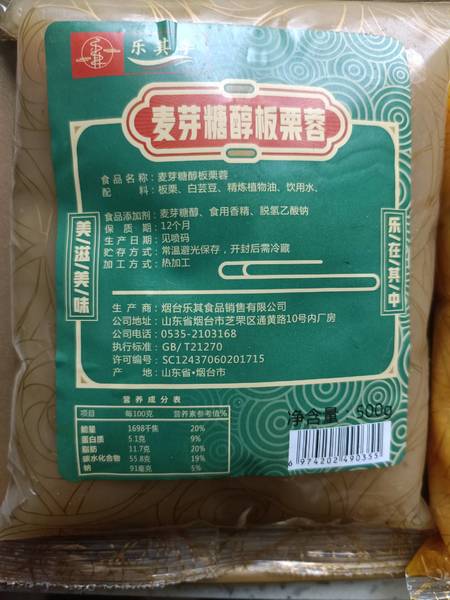 乐其
麦芽糖醇板栗蓉
食品名称：麦芽糖醇板栗蓉
配　　料：板栗、白芸豆、精炼植物油、饮用水、
食品添加剂：麦芽糖醇、食用香精、脱氢乙酸钠
保 质 期：12个月
生产日期：见喷码
贮存方式：常温避光保存，开封后需冷藏
加工方式：热加工
美/滋/美/味
乐/在/其/中
生 产 商：烟台乐其食品销售有限公司
公司地址：山东省烟台市芝罘区通黄路10号内厂房
公司电话：0535-2103168
执行标准：GB/T21270
许可编号：SC12437060201715
产　　地：山东省·烟台市
营养成分表
项目 每100克 营养素参考值%
能量 1698千焦 20%
蛋白质 5.1克 9%
脂肪 11.7克 20%
碳水化合物 55.8克 19%
钠 91毫克 5%
净含量：500g
6 974202 490355